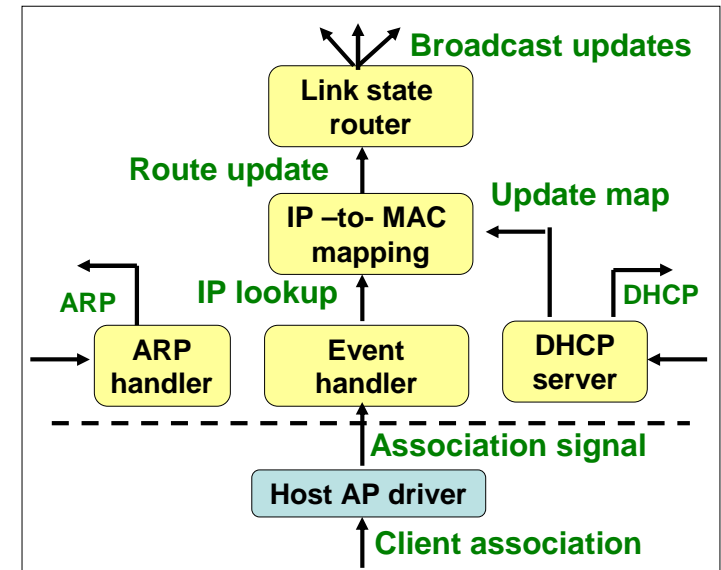 Broadcast updates
Link state
router
Route update
Update map
IP –to- MAC
mapping
ARP
IP lookup
DHCP
ARP
handler
Event
handler
DHCP
server
Association signal
Host AP driver
Client association